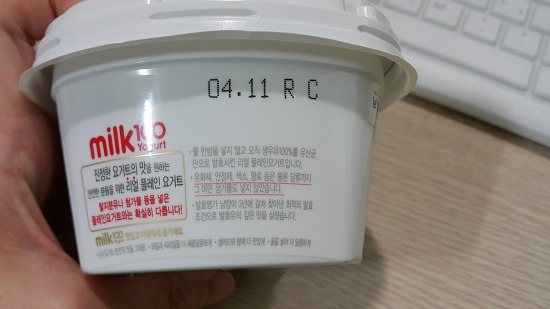 04.11 R C
milk100
Yogurt
진정한 요거트의 맛을 원하는
리얼 플레인 요거트
탈지분유나 첨가물 등을 넣은
플레인요거트와는 확실히 다릅니다!
- 물 한방울 넣지 않고 오직 생우유100%를 유산균
만으로 발효시킨 리얼 플레인요거트입니다.
- 유화제, 안정제, 색소, 향료 등은 물론 당류까지
그 어떤 첨가물도 넣지 않았습니다.
- 발효명가 남양이 3년에 걸쳐 찾아낸 최적의 발효
조건으로 발효유의 깊은 맛을 살렸습니다.
milk100